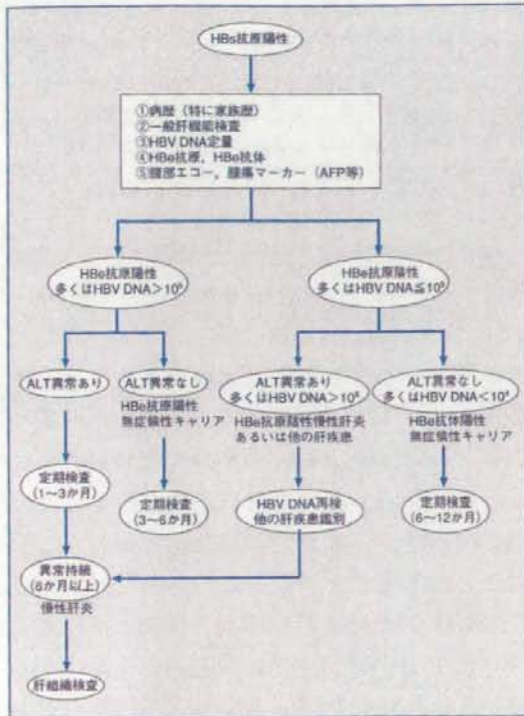 HBs抗原陽性
①病歴（特に家族歴）
②一般肝機能検査
③HBV DNA定量
④HBe抗原，HBe抗体
⑤腹部エコー，腫瘍マーカー（AFP等）
HBe抗原陽性
多くはHBV DNA＞10⁵
HBe抗原陰性
多くはHBV DNA≦10⁵
ALT異常あり
ALT異常なし
HBe抗原陽性
無症候性キャリア
ALT異常あり
多くはHBV DNA＞10⁴
HBe抗原陰性慢性肝炎
あるいは他の肝疾患
ALT異常なし
多くはHBV DNA＜10⁴
HBe抗体陽性
無症候性キャリア
定期検査
（1〜3か月）
定期検査
（3〜6か月）
HBV DNA再検
他の肝疾患鑑別
定期検査
（6〜12か月）
異常持続
（6か月以上）
慢性肝炎
肝組織検査